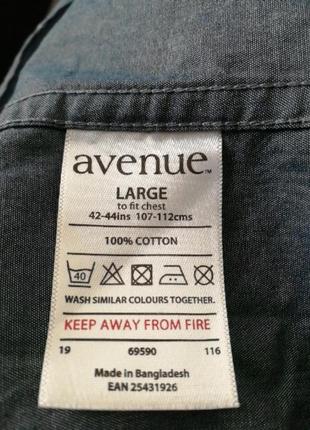 avenue™
LARGE
to fit chest
42-44ins 107-112cms
100% COTTON
40
WASH SIMILAR COLOURS TOGETHER.
KEEP AWAY FROM FIRE
19 69590 116
Made in Bangladesh
EAN 25431926